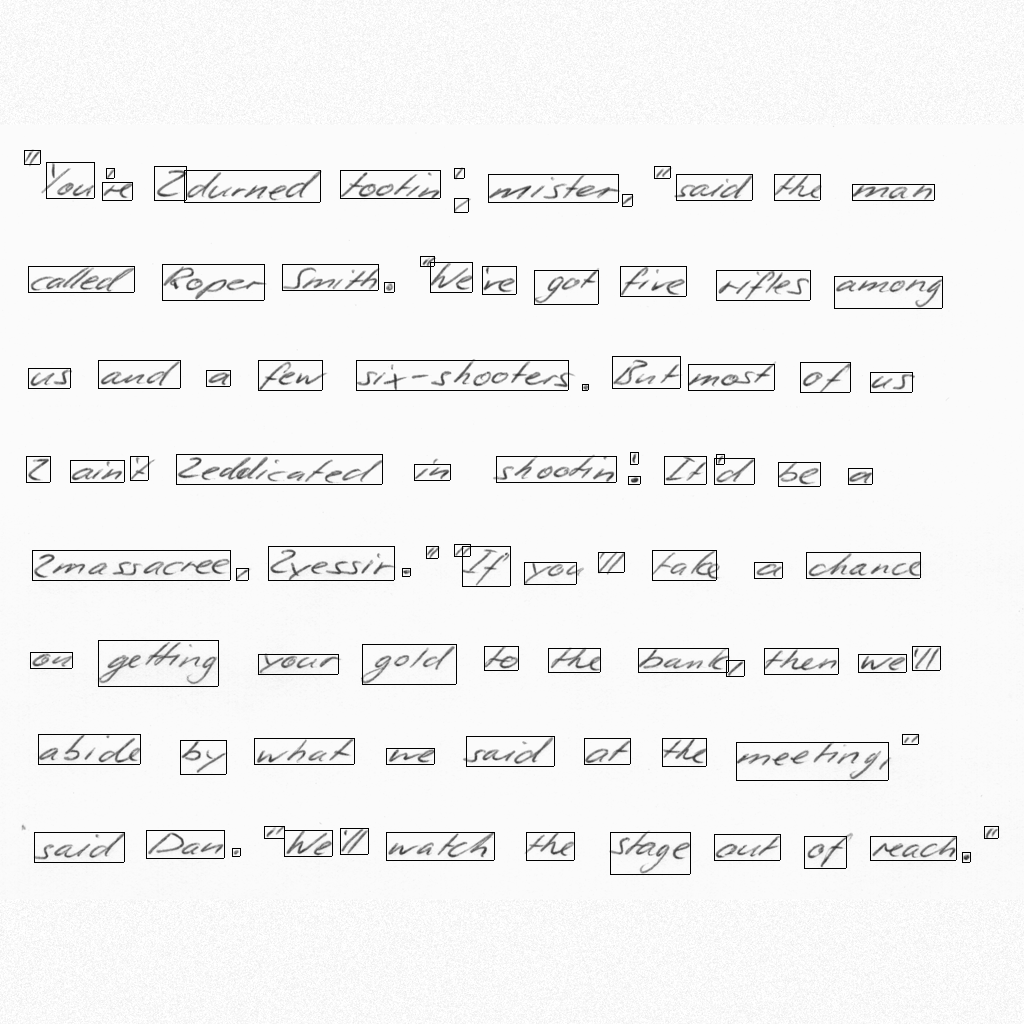 "You're 2durned tootin', mister," said the man
called Roper Smith. "We're got five rifles among
us and a few six-shooters. But most of us
2 ain't 2eddicated in shootin'. It'd be a
2massacree, 2yessir." "If you'll take a chance
on getting your gold to the bank, then we'll
abide by what we said at the meeting,"
said Dan. "We'll watch the stage out of reach."